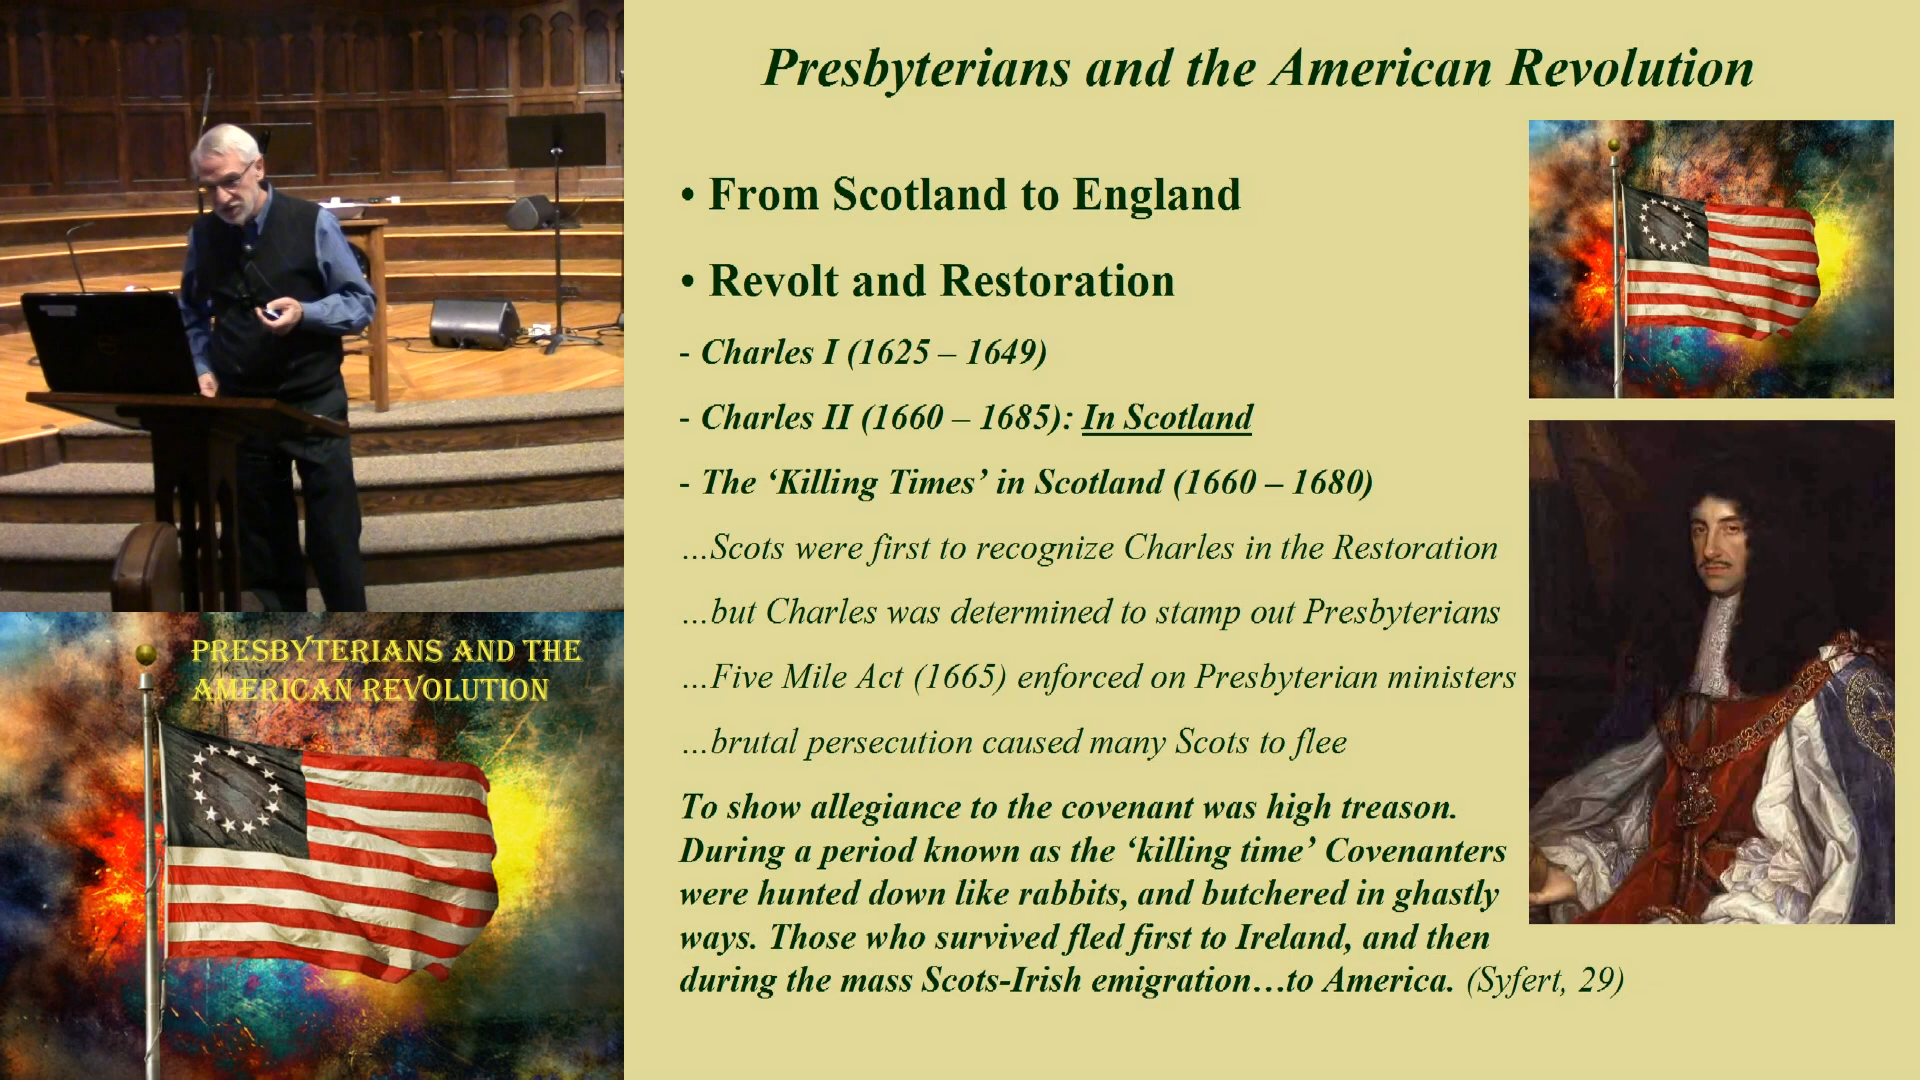 Presbyterians and the American Revolution
• From Scotland to England
• Revolt and Restoration
- Charles I (1625 – 1649)
- Charles II (1660 – 1685): In Scotland
- The ‘Killing Times’ in Scotland (1660 – 1680)
…Scots were first to recognize Charles in the Restoration
…but Charles was determined to stamp out Presbyterians
…Five Mile Act (1665) enforced on Presbyterian ministers
…brutal persecution caused many Scots to flee
To show allegiance to the covenant was high treason.
During a period known as the ‘killing time’ Covenanters
were hunted down like rabbits, and butchered in ghastly
ways. Those who survived fled first to Ireland, and then
during the mass Scots-Irish emigration…to America. (Syfert, 29)
PRESBYTERIANS AND THE
AMERICAN REVOLUTION